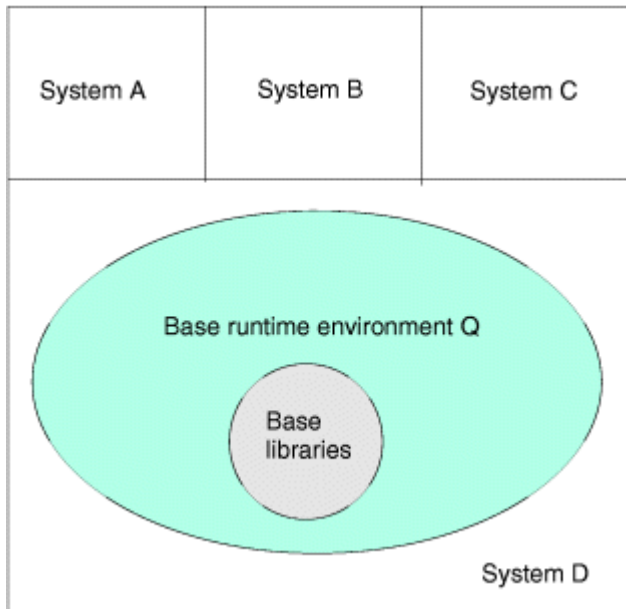 System A
System B
System C
Base runtime environment Q
Base
libraries
System D